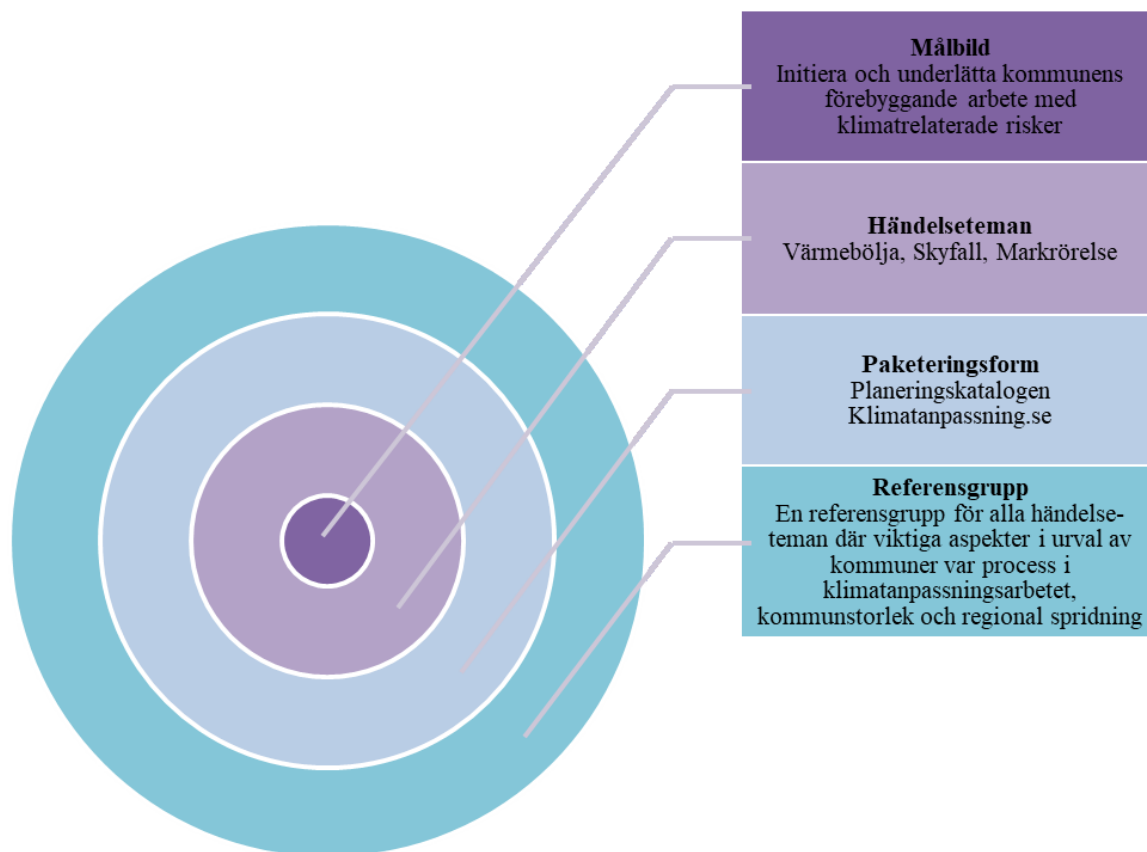 Målbild
Initiera och underlätta kommunens
förebyggande arbete med
klimatrelaterade risker
Händelseteman
Värmebölja, Skyfall, Markrörelse
Paketeringsform
Planeringskatalogen
Klimatanpassning.se
Referensgrupp
En referensgrupp för alla händelse-
teman där viktiga aspekter i urval av
kommuner var process i
klimatanpassningsarbetet,
kommunstorlek och regional spridning